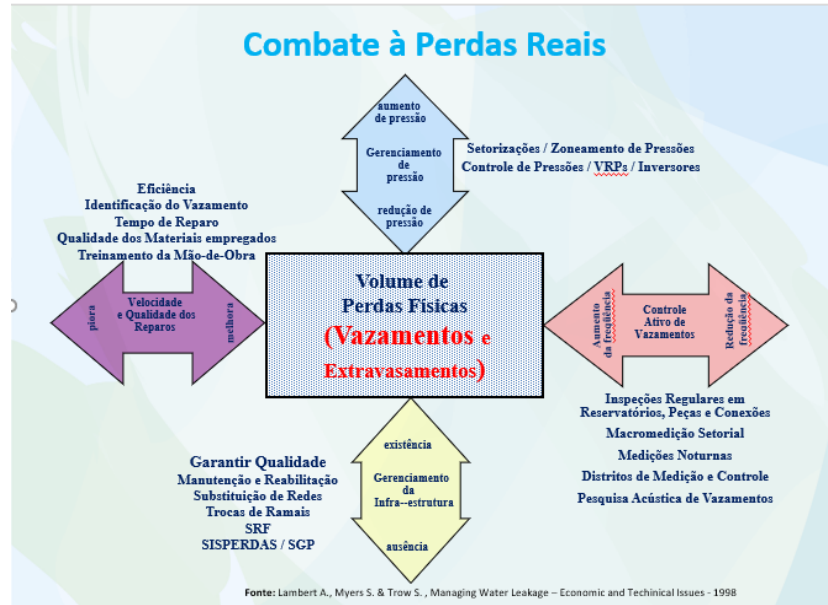 Combate à Perdas Reais
aumento
de pressão
Gerenciamento
de
pressão
redução de
pressão
Setorizações / Zoneamento de Pressões
Controle de Pressões / VRPs / Inversores
Eficiência
Identificação do Vazamento
Tempo de Reparo
Qualidade dos Materiais empregados
Treinamento da Mão-de-Obra
piora
Velocidade
e Qualidade dos
Reparos
melhora
Volume de
Perdas Físicas
(Vazamentos e
Extravasamentos)
Aumento
da freqüência
Controle
Ativo de
Vazamentos
Redução da
freqüência
Inspeções Regulares em
Reservatórios, Peças e Conexões
Macromedição Setorial
Medições Noturnas
Distritos de Medição e Controle
Pesquisa Acústica de Vazamentos
Garantir Qualidade
Manutenção e Reabilitação
Substituição de Redes
Trocas de Ramais
SRF
SISPERDAS / SGP
existência
Gerenciamento
da
Infra--estrutura
ausência
Fonte: Lambert A., Myers S. & Trow S. , Managing Water Leakage – Economic and Techinical Issues - 1998